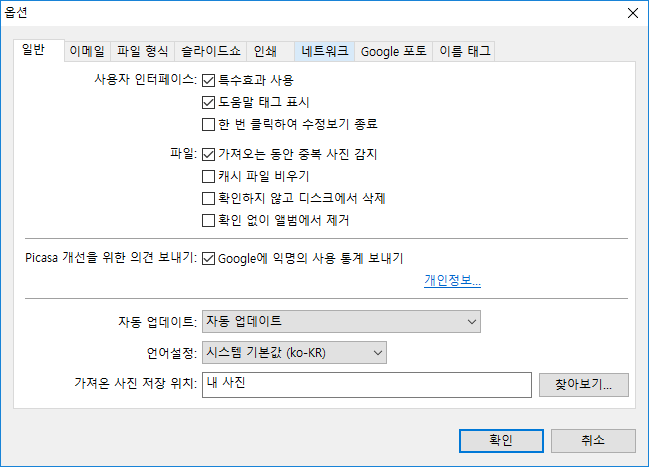 옵션
일반 이메일 파일 형식 슬라이드쇼 인쇄 네트워크 Google 포토 이름 태그
사용자 인터페이스: 특수효과 사용
도움말 태그 표시
한 번 클릭하여 수정보기 종료
파일: 가져오는 동안 중복 사진 감지
캐시 파일 비우기
확인하지 않고 디스크에서 삭제
확인 없이 앨범에서 제거
Picasa 개선을 위한 의견 보내기: Google에 익명의 사용 통계 보내기
개인정보...
자동 업데이트: 자동 업데이트
언어설정: 시스템 기본값 (ko-KR)
가져온 사진 저장 위치: 내 사진 찾아보기...
확인 취소